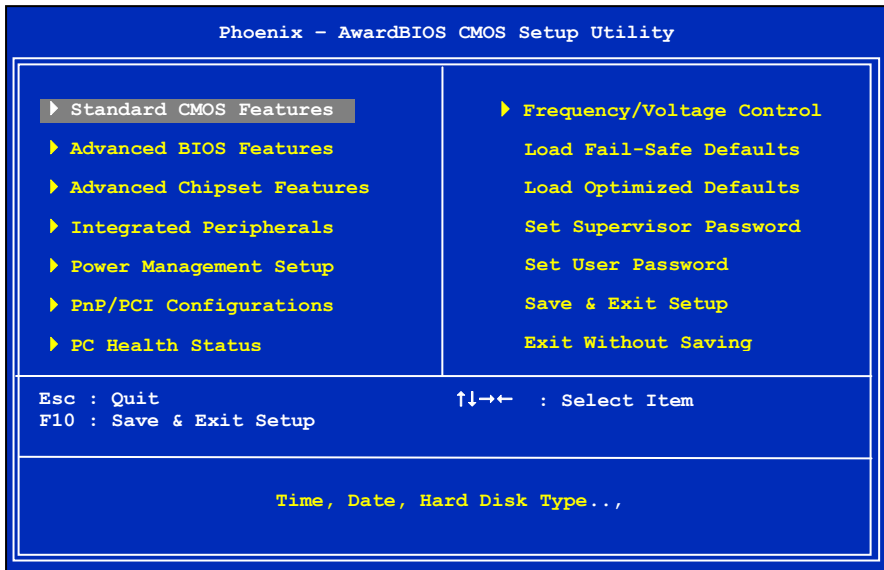 Phoenix – AwardBIOS CMOS Setup Utility
Standard CMOS Features
Advanced BIOS Features
Advanced Chipset Features
Integrated Peripherals
Power Management Setup
PnP/PCI Configurations
PC Health Status
Frequency/Voltage Control
Load Fail-Safe Defaults
Load Optimized Defaults
Set Supervisor Password
Set User Password
Save & Exit Setup
Exit Without Saving
Esc : Quit
F10 : Save & Exit Setup
↑↓→← : Select Item
Time, Date, Hard Disk Type..,